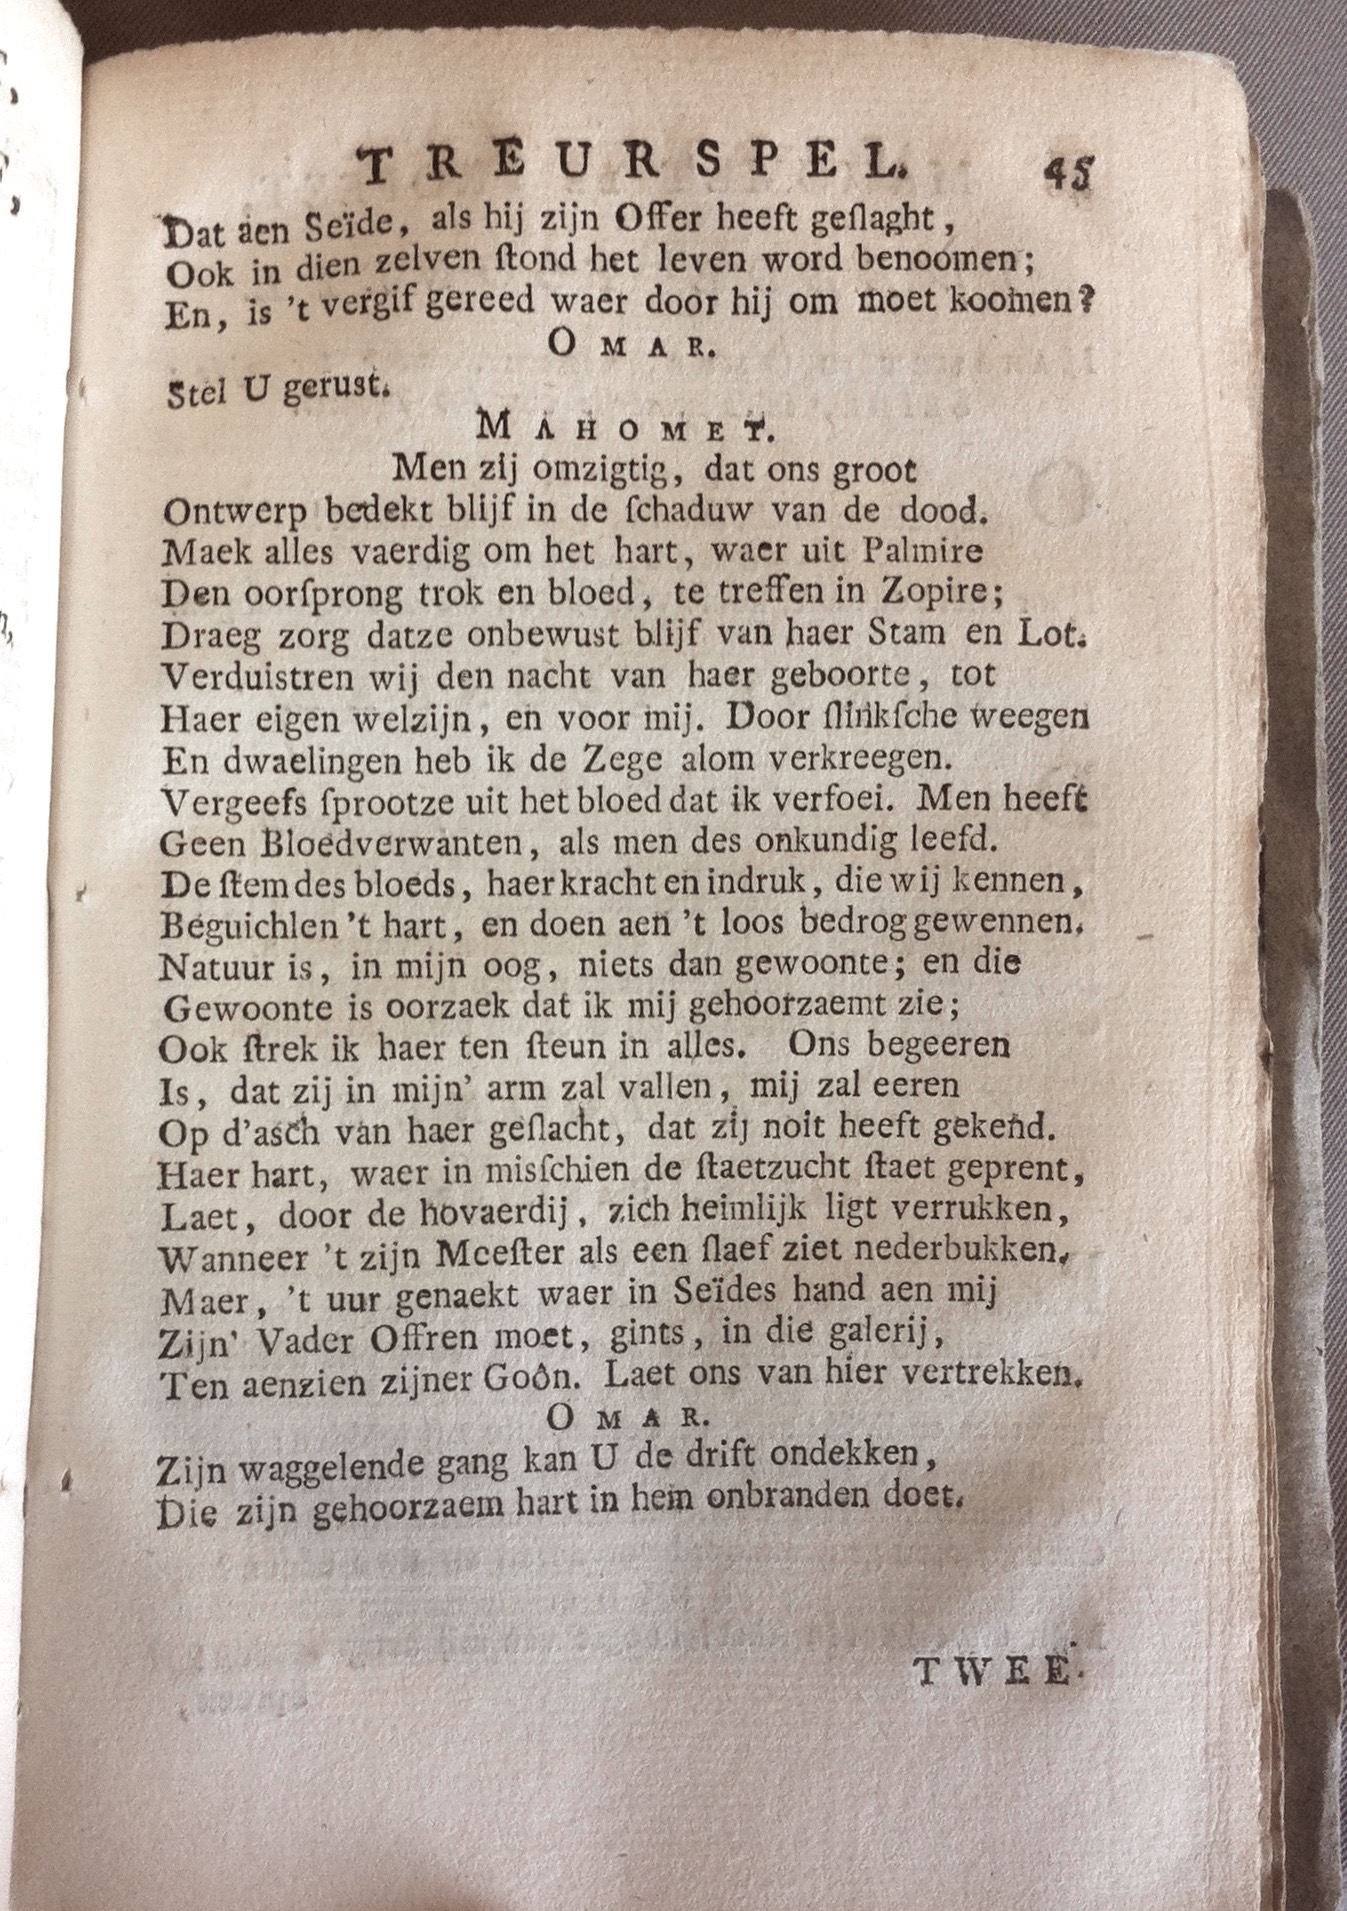 TREURSPEL. 45
Dat aen Seïde, als hij zijn Offer heeft geſlaght,
Ook in dien zelven ſtond het leven word benoomen;
En, is 't vergif gereed waer door hij om moet koomen?
OMAR.
Stel U gerust.
MAHOMET.
Men zij omzigtig, dat ons groot
Ontwerp bedekt blijf in de ſchaduw van de dood.
Maek alles vaerdig om het hart, waer uit Palmire
Den oorſprong trok en bloed, te treffen in Zopire;
Draeg zorg datze onbewust blijf van haer Stam en Lot.
Verduistren wij den nacht van haer geboorte, tot
Haer eigen welzijn, en voor mij. Door ſlinkſche weegen
En dwaelingen heb ik de Zege alom verkreegen.
Vergeefs ſprootze uit het bloed dat ik verfoei. Men heeft
Geen Bloedverwanten, als men des onkundig leefd.
De ſtem des bloeds, haer kracht en indruk, die wij kennen,
Beguichlen 't hart, en doen aen 't loos bedrog gewennen.
Natuur is, in mijn oog, niets dan gewoonte; en die
Gewoonte is oorzaek dat ik mij gehoorzaemt zie;
Ook ſtrek ik haer ten ſteun in alles. Ons begeeren
Is, dat zij in mijn' arm zal vallen, mij zal eeren
Op d'asch van haer geſlacht, dat zij noit heeft gekend.
Haer hart, waer in misſchien de ſtaetzucht ſtaet geprent,
Laet, door de hovaerdij, zich heimlijk ligt verrukken,
Wanneer 't zijn Meeſter als een ſlaef ziet nederbukken.
Maer, 't uur genaekt waer in Seïdes hand aen mij
Zijn' Vader Offren moet, gints, in die galerij,
Ten aenzien zijner Goôn. Laet ons van hier vertrekken.
OMAR.
Zijn waggelende gang kan U de drift ondekken,
Die zijn gehoorzaem hart in hem onbranden doet.
TWEE-